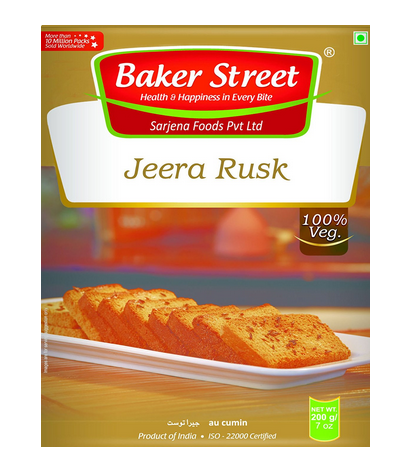 More than
10 Million Packs
Sold Worldwide
Baker Street
®
Health & Happiness in Every Bite
Sarjena Foods Pvt Ltd
Jeera Rusk
100%
Veg.
جيرا توست au cumin
Product of India • ISO - 22000 Certified
NET WT.
200 g/
7 oz